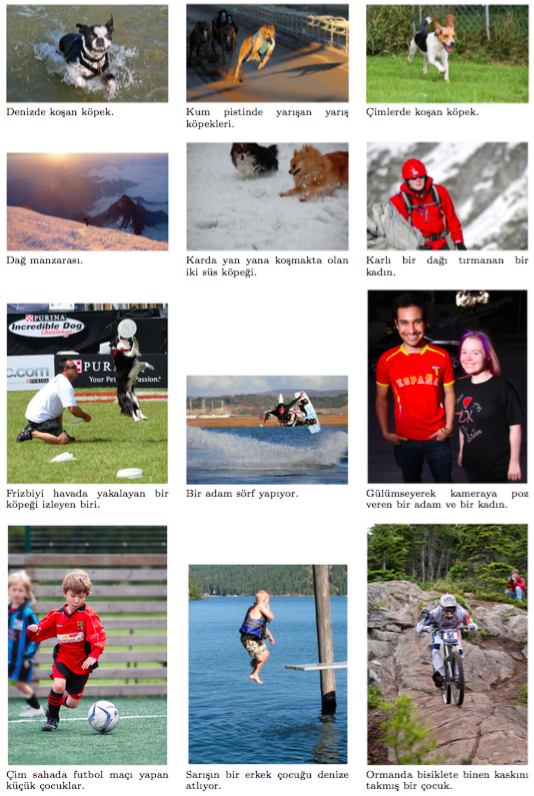 Denizde koşan köpek.
Kum pistinde yarışan yarış
köpekleri.
Çimlerde koşan köpek.
Dağ manzarası.
Karda yan yana koşmakta olan
iki süs köpeği.
Karlı bir dağı tırmanan bir
kadın.
PURINA
Incredible Dog
Challenge
c.com
PURINA
PUR
Your Pe
Passion.*
ESPAÑA
Frizbiyi havada yakalayan bir
köpeği izleyen biri.
Bir adam sörf yapıyor.
Gülümseyerek kameraya poz
veren bir adam ve bir kadın.
Çim sahada futbol maçı yapan
küçük çocuklar.
Sarışın bir erkek çocuğu denize
atlıyor.
Ormanda bisiklete binen kaskını
takmış bir çocuk.